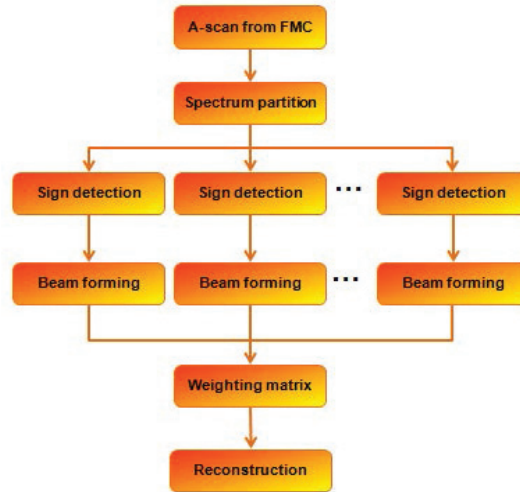 A-scan from FMC
Spectrum partition
Sign detection
Sign detection
...
Sign detection
Beam forming
Beam forming
...
Beam forming
Weighting matrix
Reconstruction